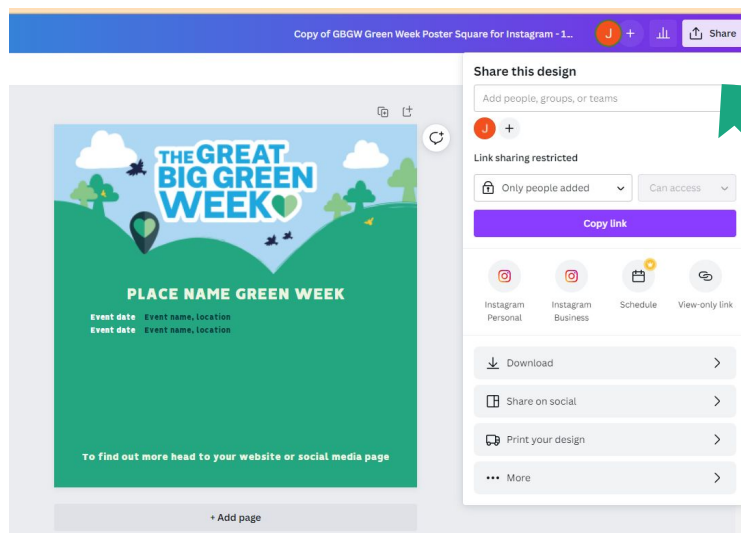 Copy of GBGW Green Week Poster Square for Instagram - 1...
J
+
Share
Share this design
Add people, groups, or teams
J
+
Link sharing restricted
Only people added
Can access
Copy link
Instagram Personal
Instagram Business
Schedule
View-only link
Download
Share on social
Print your design
More
THE GREAT
BIG GREEN
WEEK
PLACE NAME GREEN WEEK
Event date Event name, location
Event date Event name, location
To find out more head to your website or social media page
+ Add page